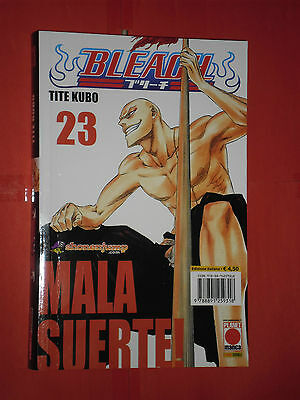 BLEACH
ブリーチ
TITE KUBO
23
MALA
SUERTE!
Edizione italiana € 4,50
PLANET
manga